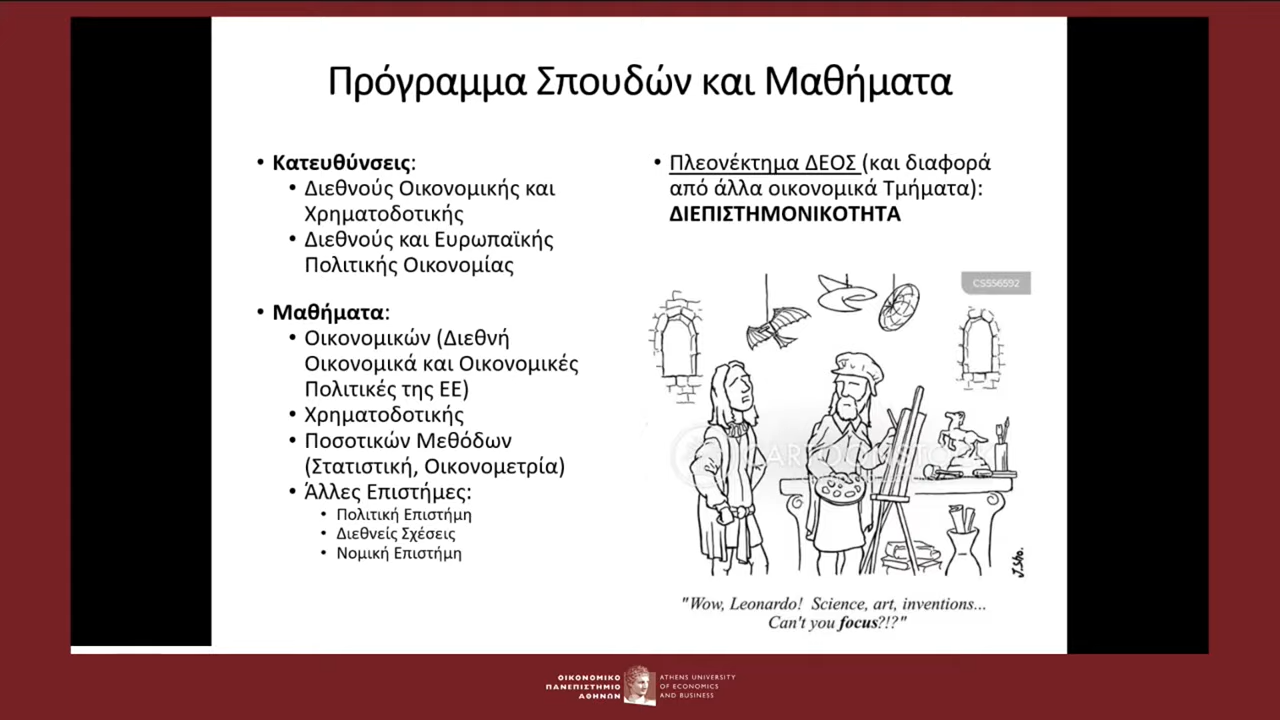 Πρόγραμμα Σπουδών και Μαθήματα
• Κατευθύνσεις:
• Διεθνούς Οικονομικής και
Χρηματοδοτικής
• Διεθνούς και Ευρωπαϊκής
Πολιτικής Οικονομίας
• Μαθήματα:
• Οικονομικών (Διεθνή
Οικονομικά και Οικονομικές
Πολιτικές της ΕΕ)
• Χρηματοδοτικής
• Ποσοτικών Μεθόδων
(Στατιστική, Οικονομετρία)
• Άλλες Επιστήμες:
• Πολιτική Επιστήμη
• Διεθνείς Σχέσεις
• Νομική Επιστήμη
• Πλεονέκτημα ΔΕΟΣ (και διαφορά
από άλλα οικονομικά Τμήματα):
ΔΙΕΠΙΣΤΗΜΟΝΙΚΟΤΗΤΑ
CS556592
J.Sho.
"Wow, Leonardo! Science, art, inventions...
Can't you focus?!?"
ΟΙΚΟΝΟΜΙΚΟ
ΠΑΝΕΠΙΣΤΗΜΙΟ
ΑΘΗΝΩΝ
ATHENS UNIVERSITY
OF ECONOMICS
AND BUSINESS